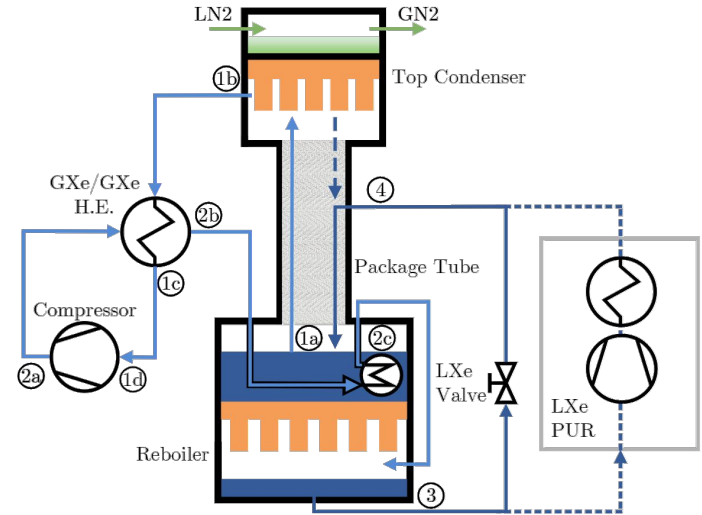 LN2
GN2
1b
Top Condenser
GXe/GXe
H.E.
2b
4
1c
Package Tube
Compressor
1a
2c
2a
1d
LXe
Valve
LXe
PUR
Reboiler
3